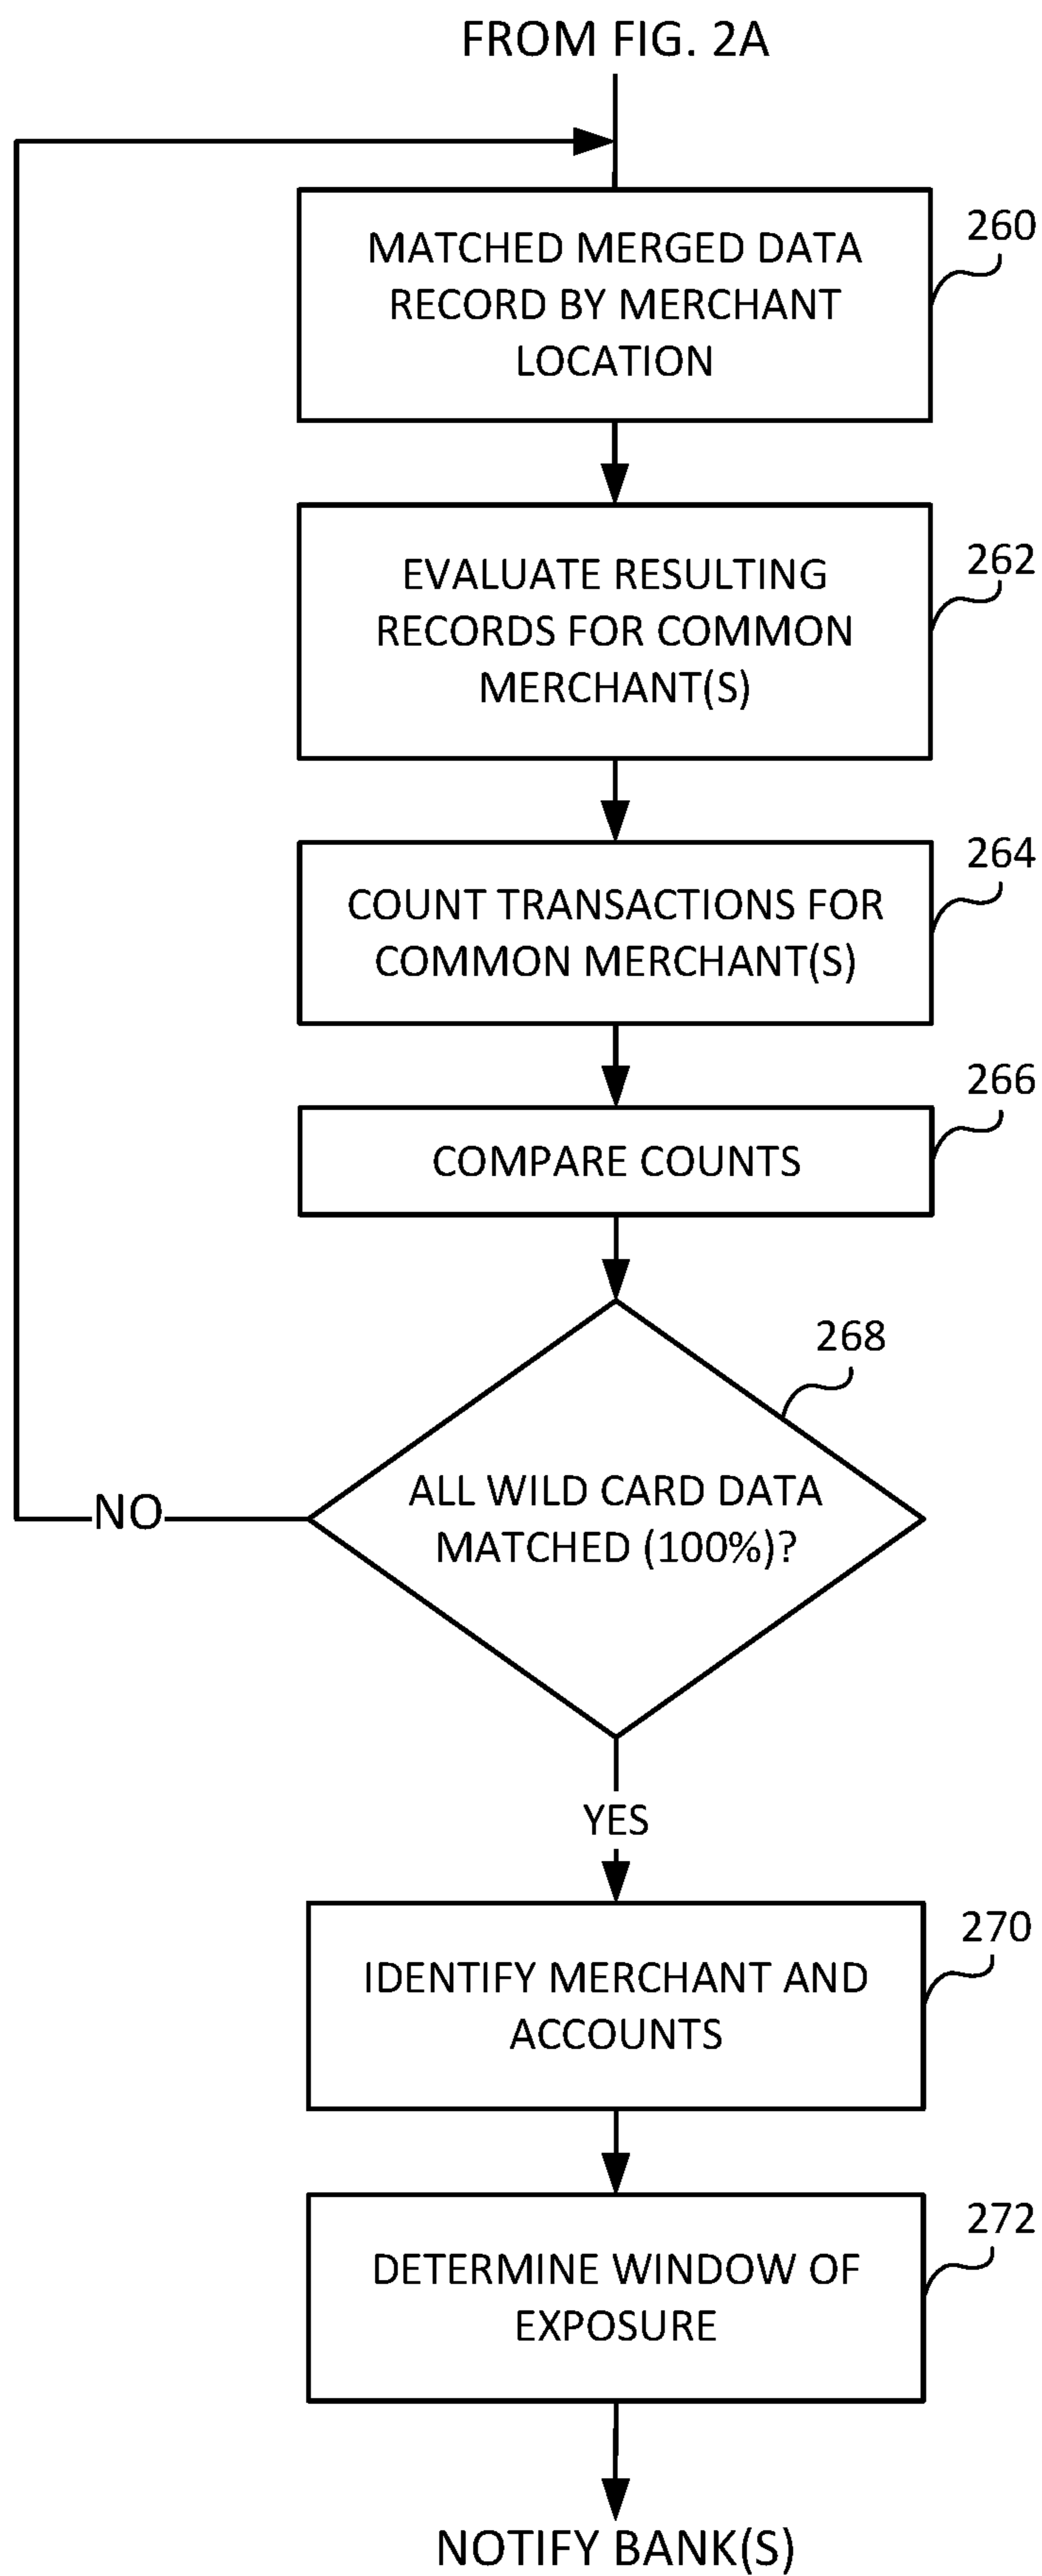 FROM FIG. 2A
MATCHED MERGED DATA
RECORD BY MERCHANT
LOCATION
260
EVALUATE RESULTING
RECORDS FOR COMMON
MERCHANT(S)
262
COUNT TRANSACTIONS FOR
COMMON MERCHANT(S)
264
COMPARE COUNTS
266
ALL WILD CARD DATA
MATCHED (100%)?
268
NO
YES
IDENTIFY MERCHANT AND
ACCOUNTS
270
DETERMINE WINDOW OF
EXPOSURE
272
NOTIFY BANK(S)